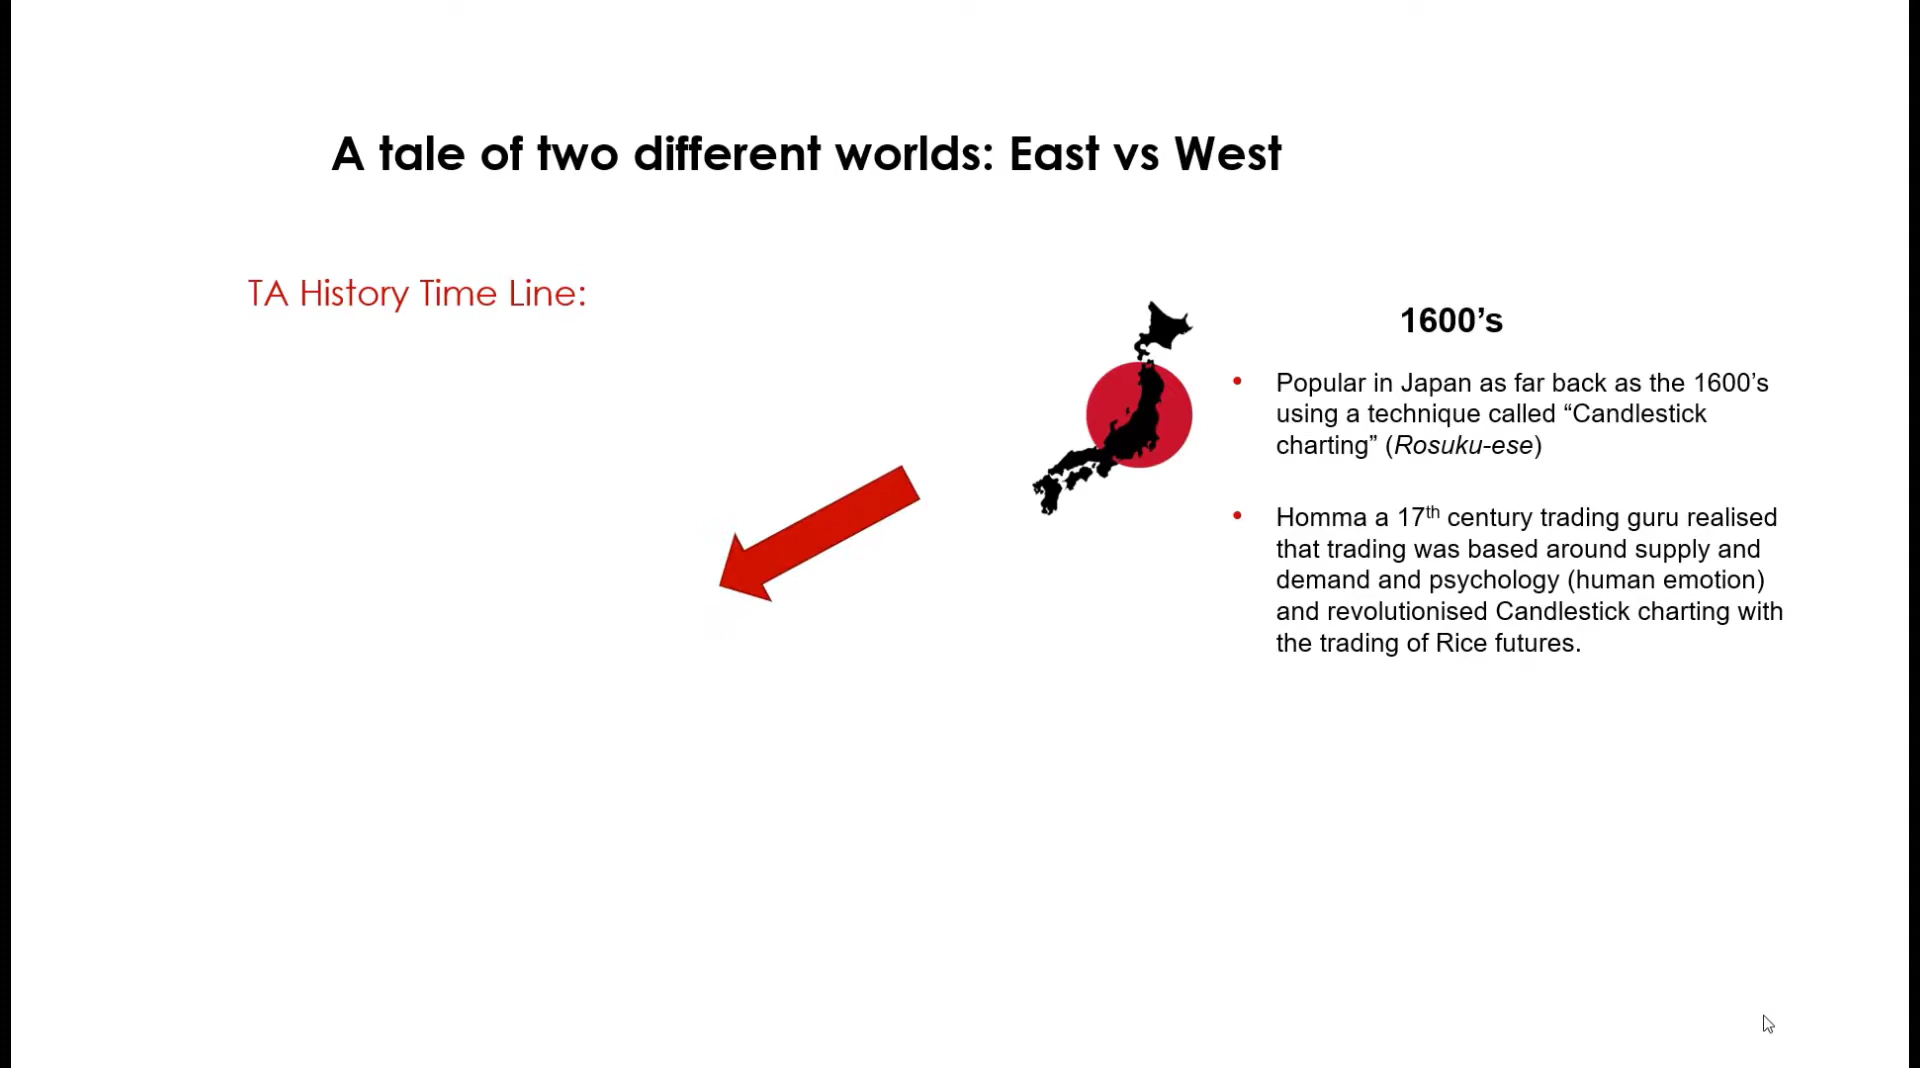 A tale of two different worlds: East vs West
TA History Time Line:
1600’s
• Popular in Japan as far back as the 1600’s
using a technique called “Candlestick
charting” (Rosuku-ese)
• Homma a 17th century trading guru realised
that trading was based around supply and
demand and psychology (human emotion)
and revolutionised Candlestick charting with
the trading of Rice futures.